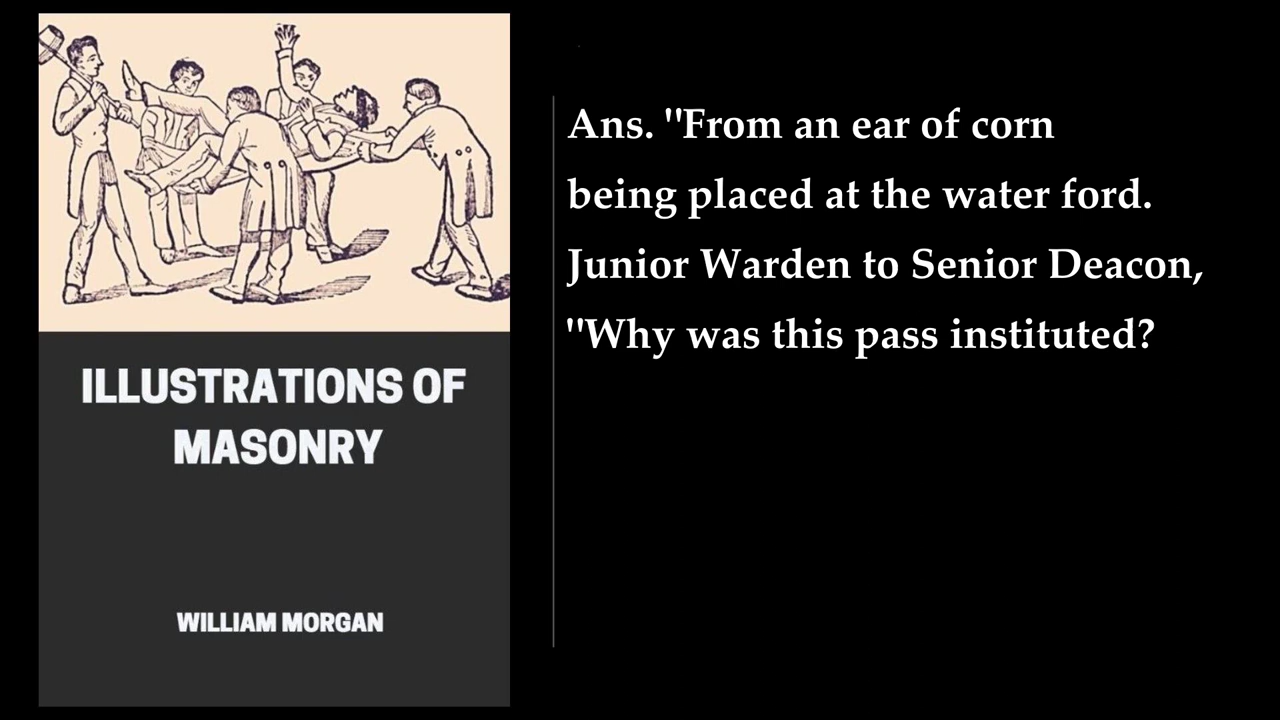 ILLUSTRATIONS OF
MASONRY
WILLIAM MORGAN
Ans. "From an ear of corn
being placed at the water ford.
Junior Warden to Senior Deacon,
"Why was this pass instituted?